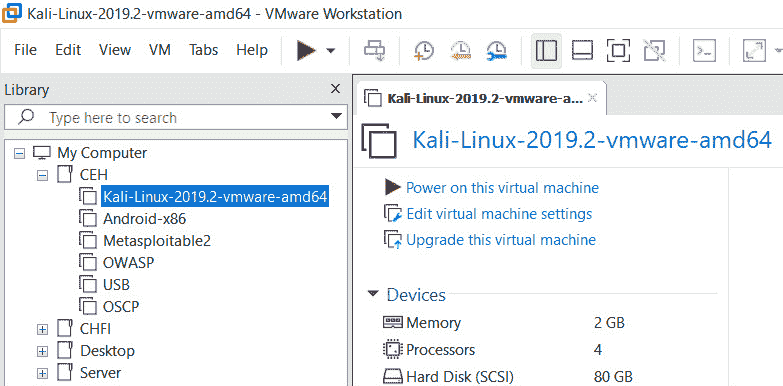 Kali-Linux-2019.2-vmware-amd64 - VMware Workstation
File Edit View VM Tabs Help
Library
Type here to search
My Computer
CEH
Kali-Linux-2019.2-vmware-amd64
Android-x86
Metasploitable2
OWASP
USB
OSCP
CHFI
Desktop
Server
Kali-Linux-2019.2-vmware-a...
Kali-Linux-2019.2-vmware-amd64
Power on this virtual machine
Edit virtual machine settings
Upgrade this virtual machine
Devices
Memory 2 GB
Processors 4
Hard Disk (SCSI) 80 GB